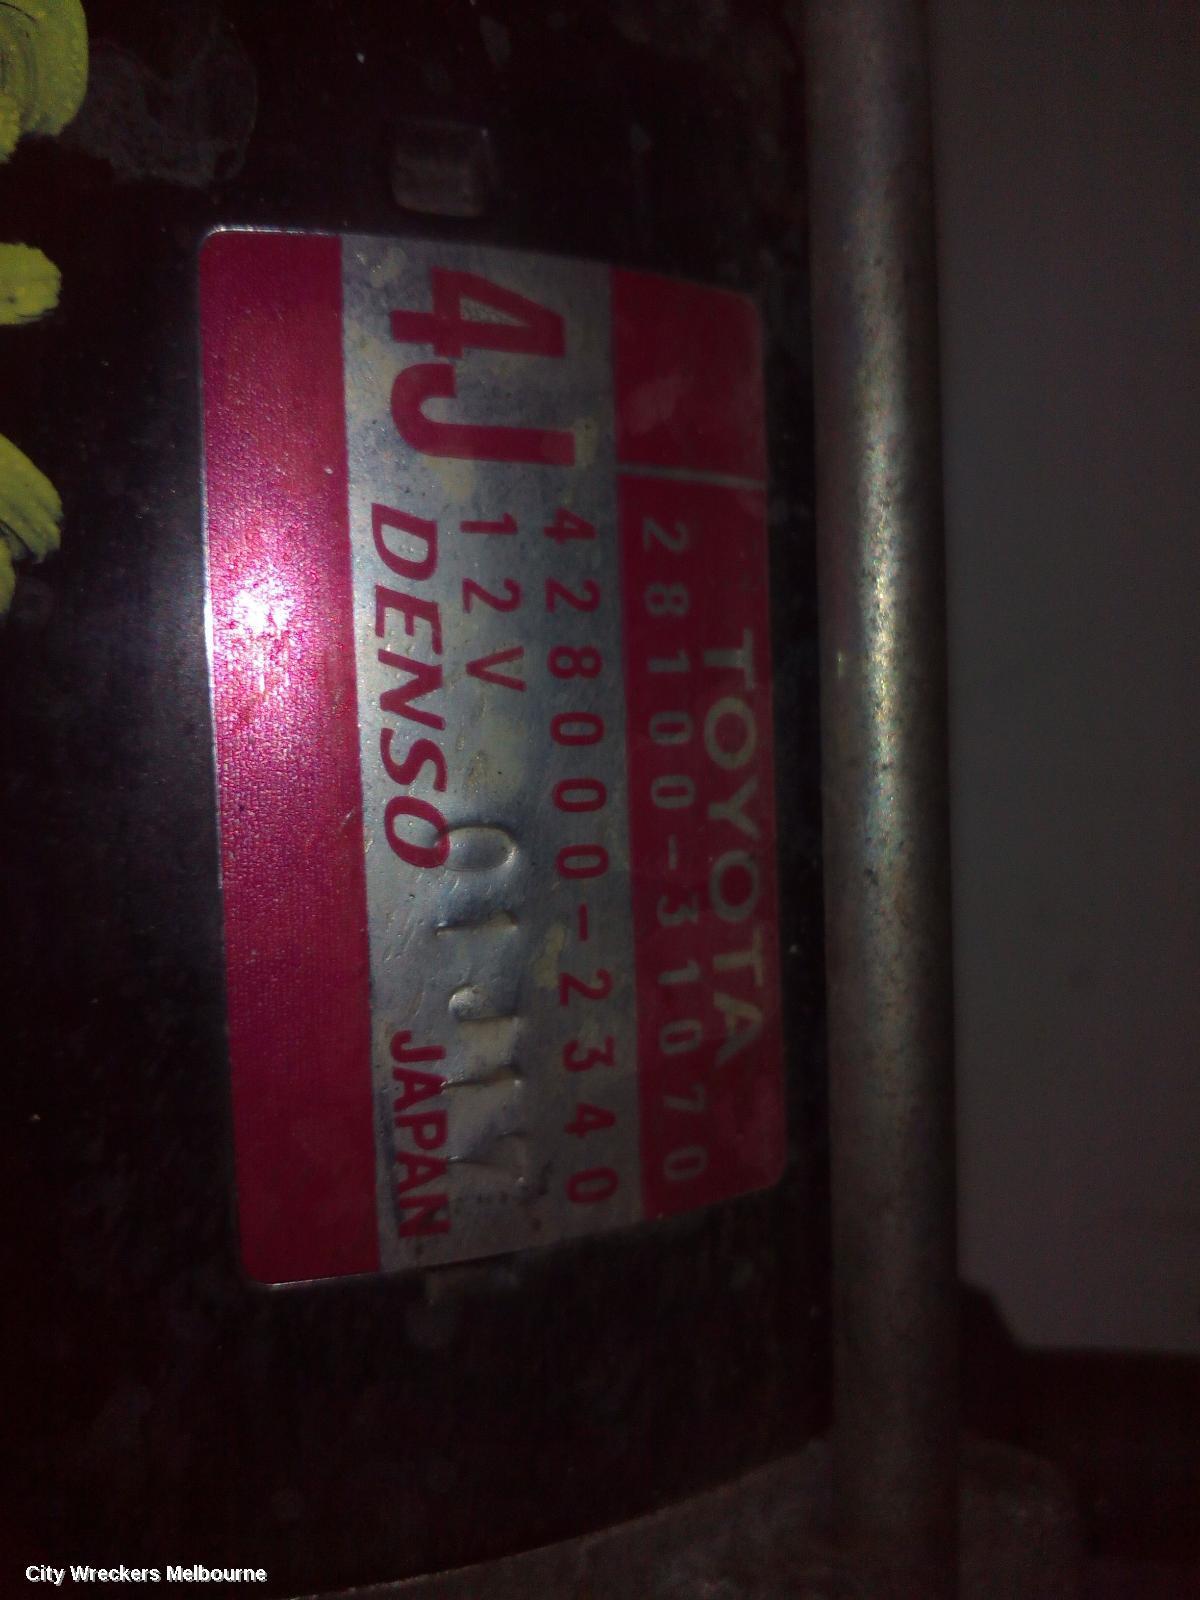 TOYOTA
28100-31070
4J
428000-2340
12V
DENSO
JAPAN
City Wreckers Melbourne